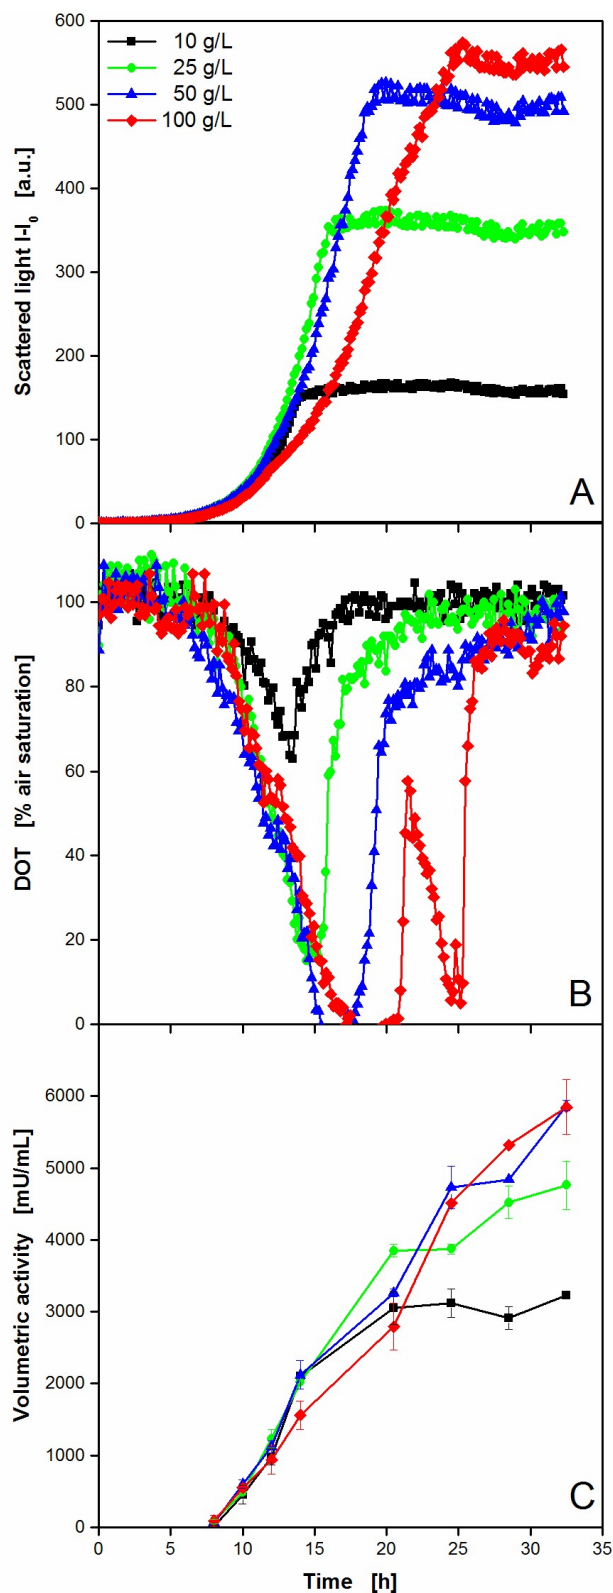 600
10 g/L
25 g/L
50 g/L
100 g/L
500
400
300
200
100
0
Scattered light I-I0 [a.u.]
A
100
80
60
40
20
0
DOT [% air saturation]
B
6000
5000
4000
3000
2000
1000
0
Volumetric activity [mU/mL]
C
0 5 10 15 20 25 30 35
Time [h]